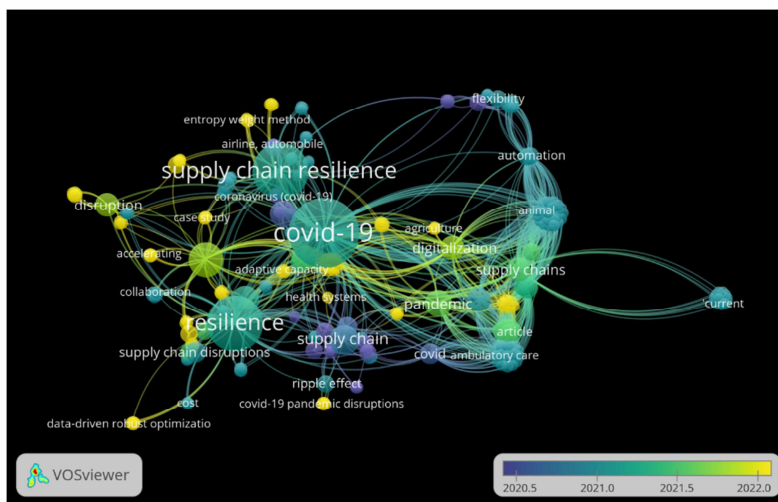 flexibility
entropy weight method
airline, automobile
automation
supply chain resilience
coronavirus (covid-19)
disruption
animal
case study
covid-19
agriculture
digitalization
accelerating
adaptive capacity
supply chains
collaboration
health systems
pandemic
current
resilience
article
supply chain
supply chain disruptions
covid
ambulatory care
ripple effect
cost
covid-19 pandemic disruptions
data-driven robust optimizatio
VOSviewer
2020.5 2021.0 2021.5 2022.0